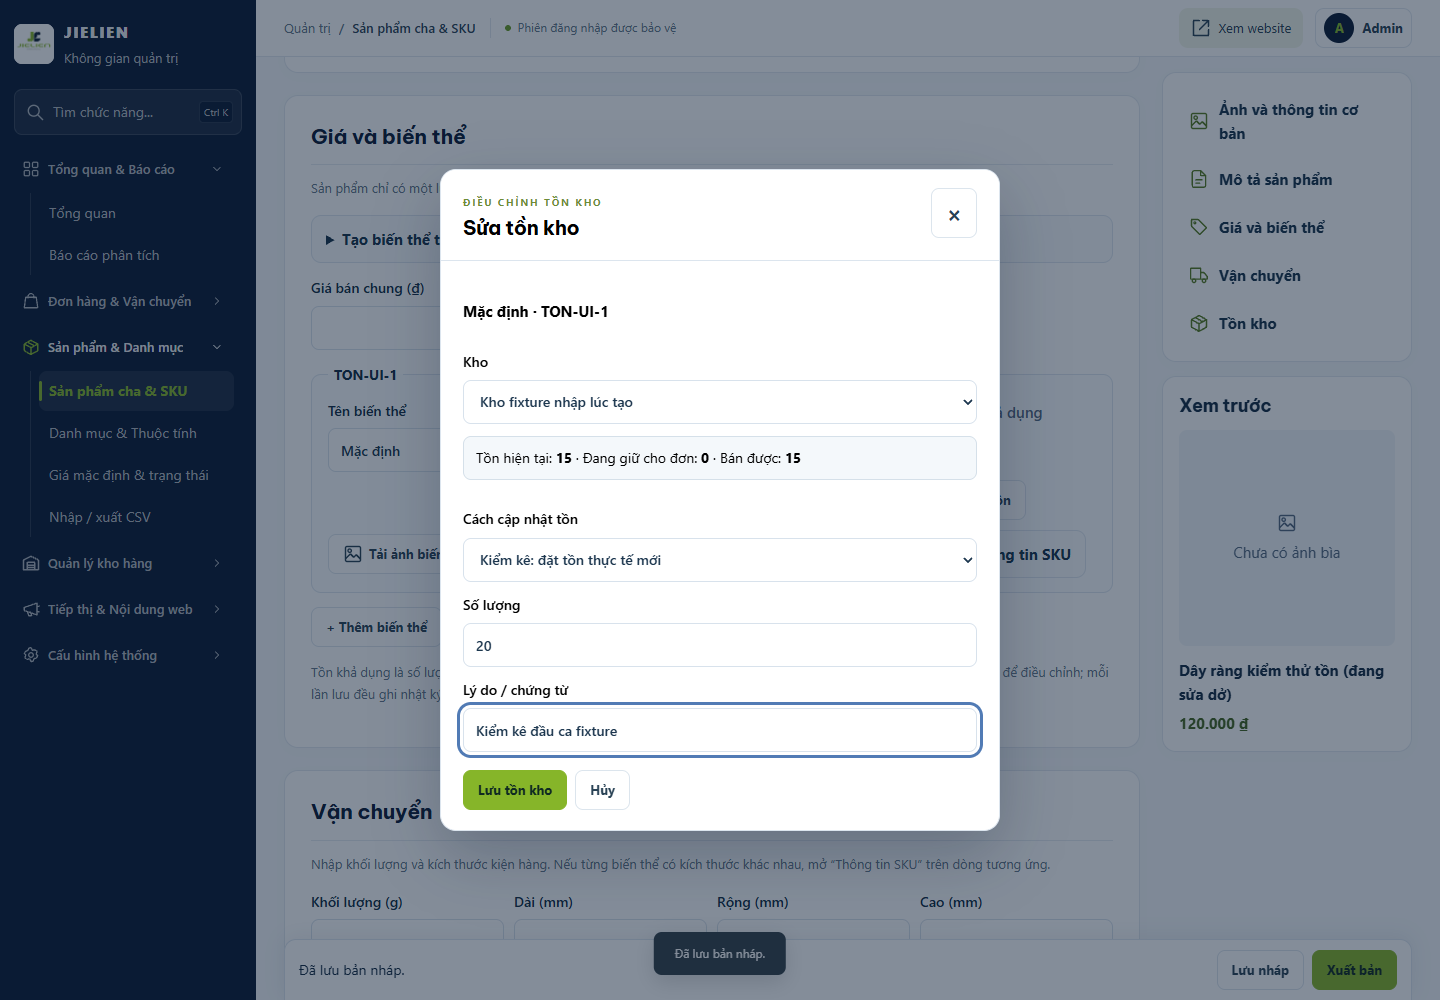 JIELIEN
Không gian quản trị
Tìm chức năng...
Ctrl K
Tổng quan & Báo cáo
Tổng quan
Báo cáo phân tích
Đơn hàng & Vận chuyển
Sản phẩm & Danh mục
Sản phẩm cha & SKU
Danh mục & Thuộc tính
Giá mặc định & trạng thái
Nhập / xuất CSV
Quản lý kho hàng
Tiếp thị & Nội dung web
Cấu hình hệ thống
Quản trị / Sản phẩm cha & SKU
Phiên đăng nhập được bảo vệ
Xem website
A Admin
Giá và biến thể
Sản phẩm chỉ có một
Tạo biến thể
Giá bán chung (₫)
TON-UI-1
Tên biến thể
Mặc định
dụng
Tải ảnh
tin SKU
+ Thêm biến thể
Tồn khả dụng là số
để điều chỉnh; mỗi
lần lưu đều ghi nhật
ĐIỀU CHỈNH TỒN KHO
Sửa tồn kho
×
Mặc định · TON-UI-1
Kho
Kho fixture nhập lúc tạo
Tồn hiện tại: 15 · Đang giữ cho đơn: 0 · Bán được: 15
Cách cập nhật tồn
Kiểm kê: đặt tồn thực tế mới
Số lượng
20
Lý do / chứng từ
Kiểm kê đầu ca fixture
Lưu tồn kho
Hủy
Vận chuyển
Nhập khối lượng và kích thước kiện hàng. Nếu từng biến thể có kích thước khác nhau, mở “Thông tin SKU” trên dòng tương ứng.
Khối lượng (g)
Dài (mm)
Rộng (mm)
Cao (mm)
Đã lưu bản nháp.
Đã lưu bản nháp.
Lưu nháp
Xuất bản
Ảnh và thông tin cơ
bản
Mô tả sản phẩm
Giá và biến thể
Vận chuyển
Tồn kho
Xem trước
Chưa có ảnh bìa
Dây ràng kiểm thử tồn (đang
sửa dở)
120.000 ₫